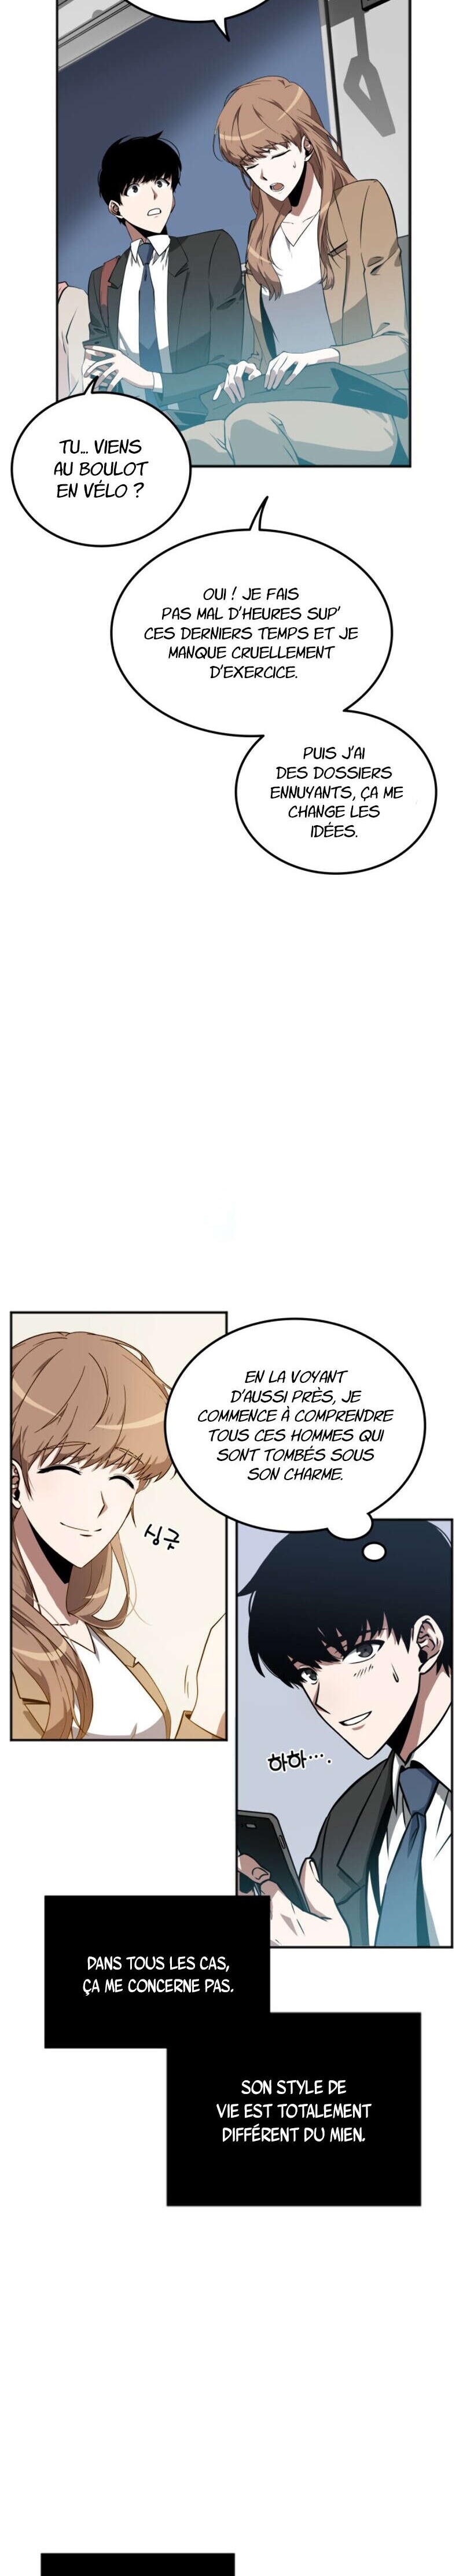 TU... VIENS
AU BOULOT
EN VÉLO ?
OUI ! JE FAIS
PAS MAL D'HEURES SUP'
CES DERNIERS TEMPS ET JE
MANQUE CRUELLEMENT
D'EXERCICE.
PUIS J'AI
DES DOSSIERS
ENNUYANTS, ÇA ME
CHANGE LES
IDÉES.
EN LA VOYANT
D'AUSSI PRÈS, JE
COMMENCE À COMPRENDRE
TOUS CES HOMMES QUI
SONT TOMBÉS SOUS
SON CHARME.
싱긋
하하···.
DANS TOUS LES CAS,
ÇA ME CONCERNE PAS.
SON STYLE DE
VIE EST TOTALEMENT
DIFFÉRENT DU MIEN.